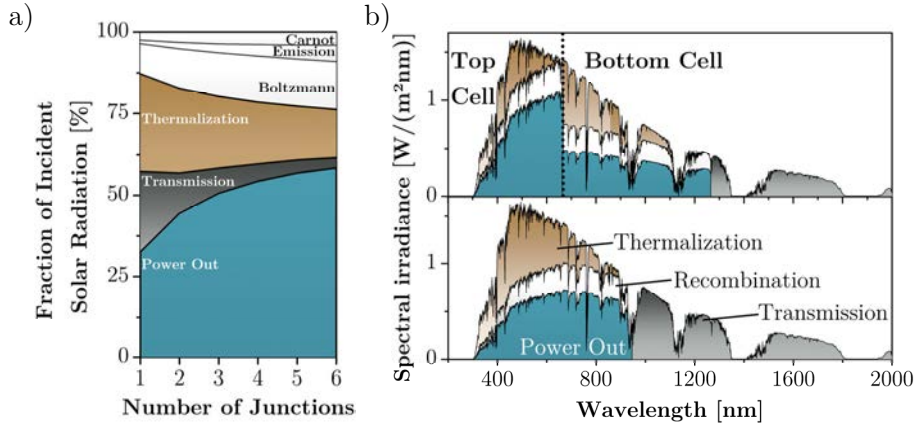 a)
100
75
50
25
0
Fraction of Incident
Solar Radiation [%]
Carnot
Emission
Boltzmann
Thermalization
Transmission
Power Out
1 2 3 4 5 6
Number of Junctions
b)
Spectral irradiance [W/(m²nm)]
Top
Cell
Bottom Cell
1
0
Thermalization
1
Recombination
Transmission
Power Out
0
400 800 1200 1600 2000
Wavelength [nm]